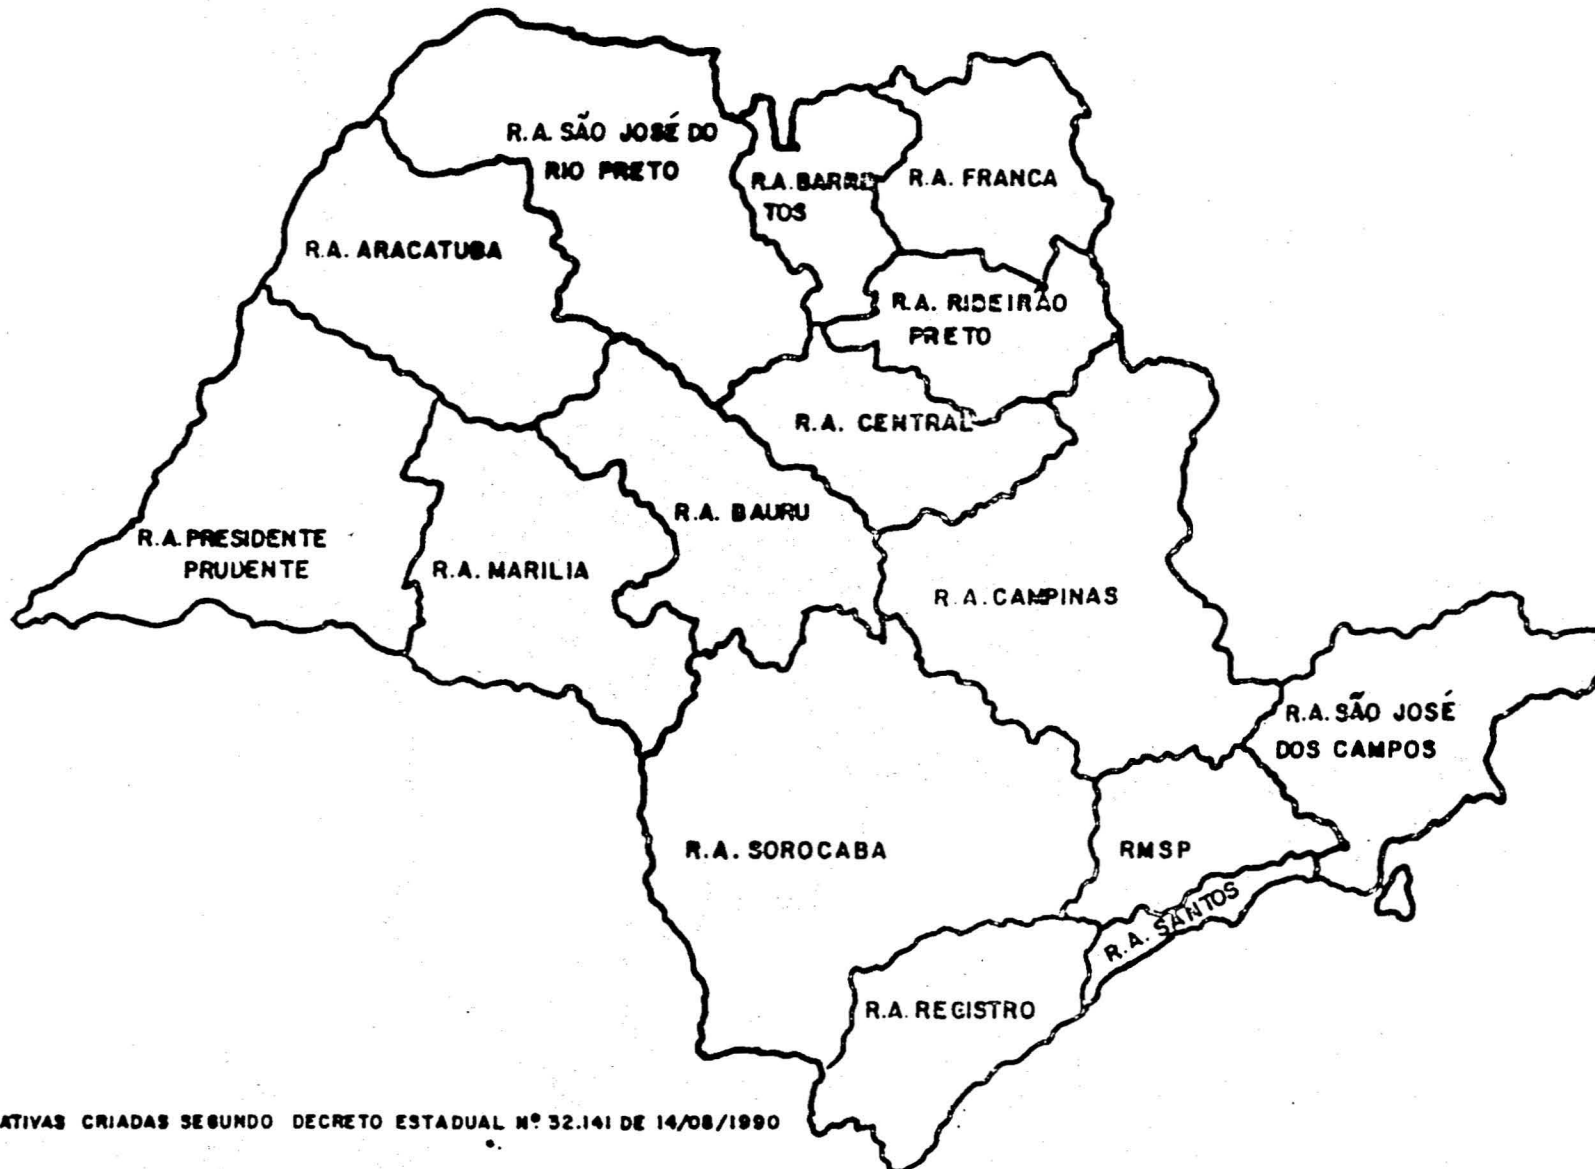 R.A. SÃO JOSÉ DO
RIO PRETO
R.A. BARRE
TOS
R.A. FRANCA
R.A. ARACATUBA
R.A. RIBEIRÃO
PRETO
R.A. CENTRAL
R.A. BAURU
R.A. PRESIDENTE
PRUDENTE
R.A. MARILIA
R.A. CAMPINAS
R.A. SÃO JOSÉ
DOS CAMPOS
R.A. SOROCABA
RMSP
R.A. SANTOS
R.A. REGISTRO
ATIVAS CRIADAS SEGUNDO DECRETO ESTADUAL Nº 32.141 DE 14/08/1990